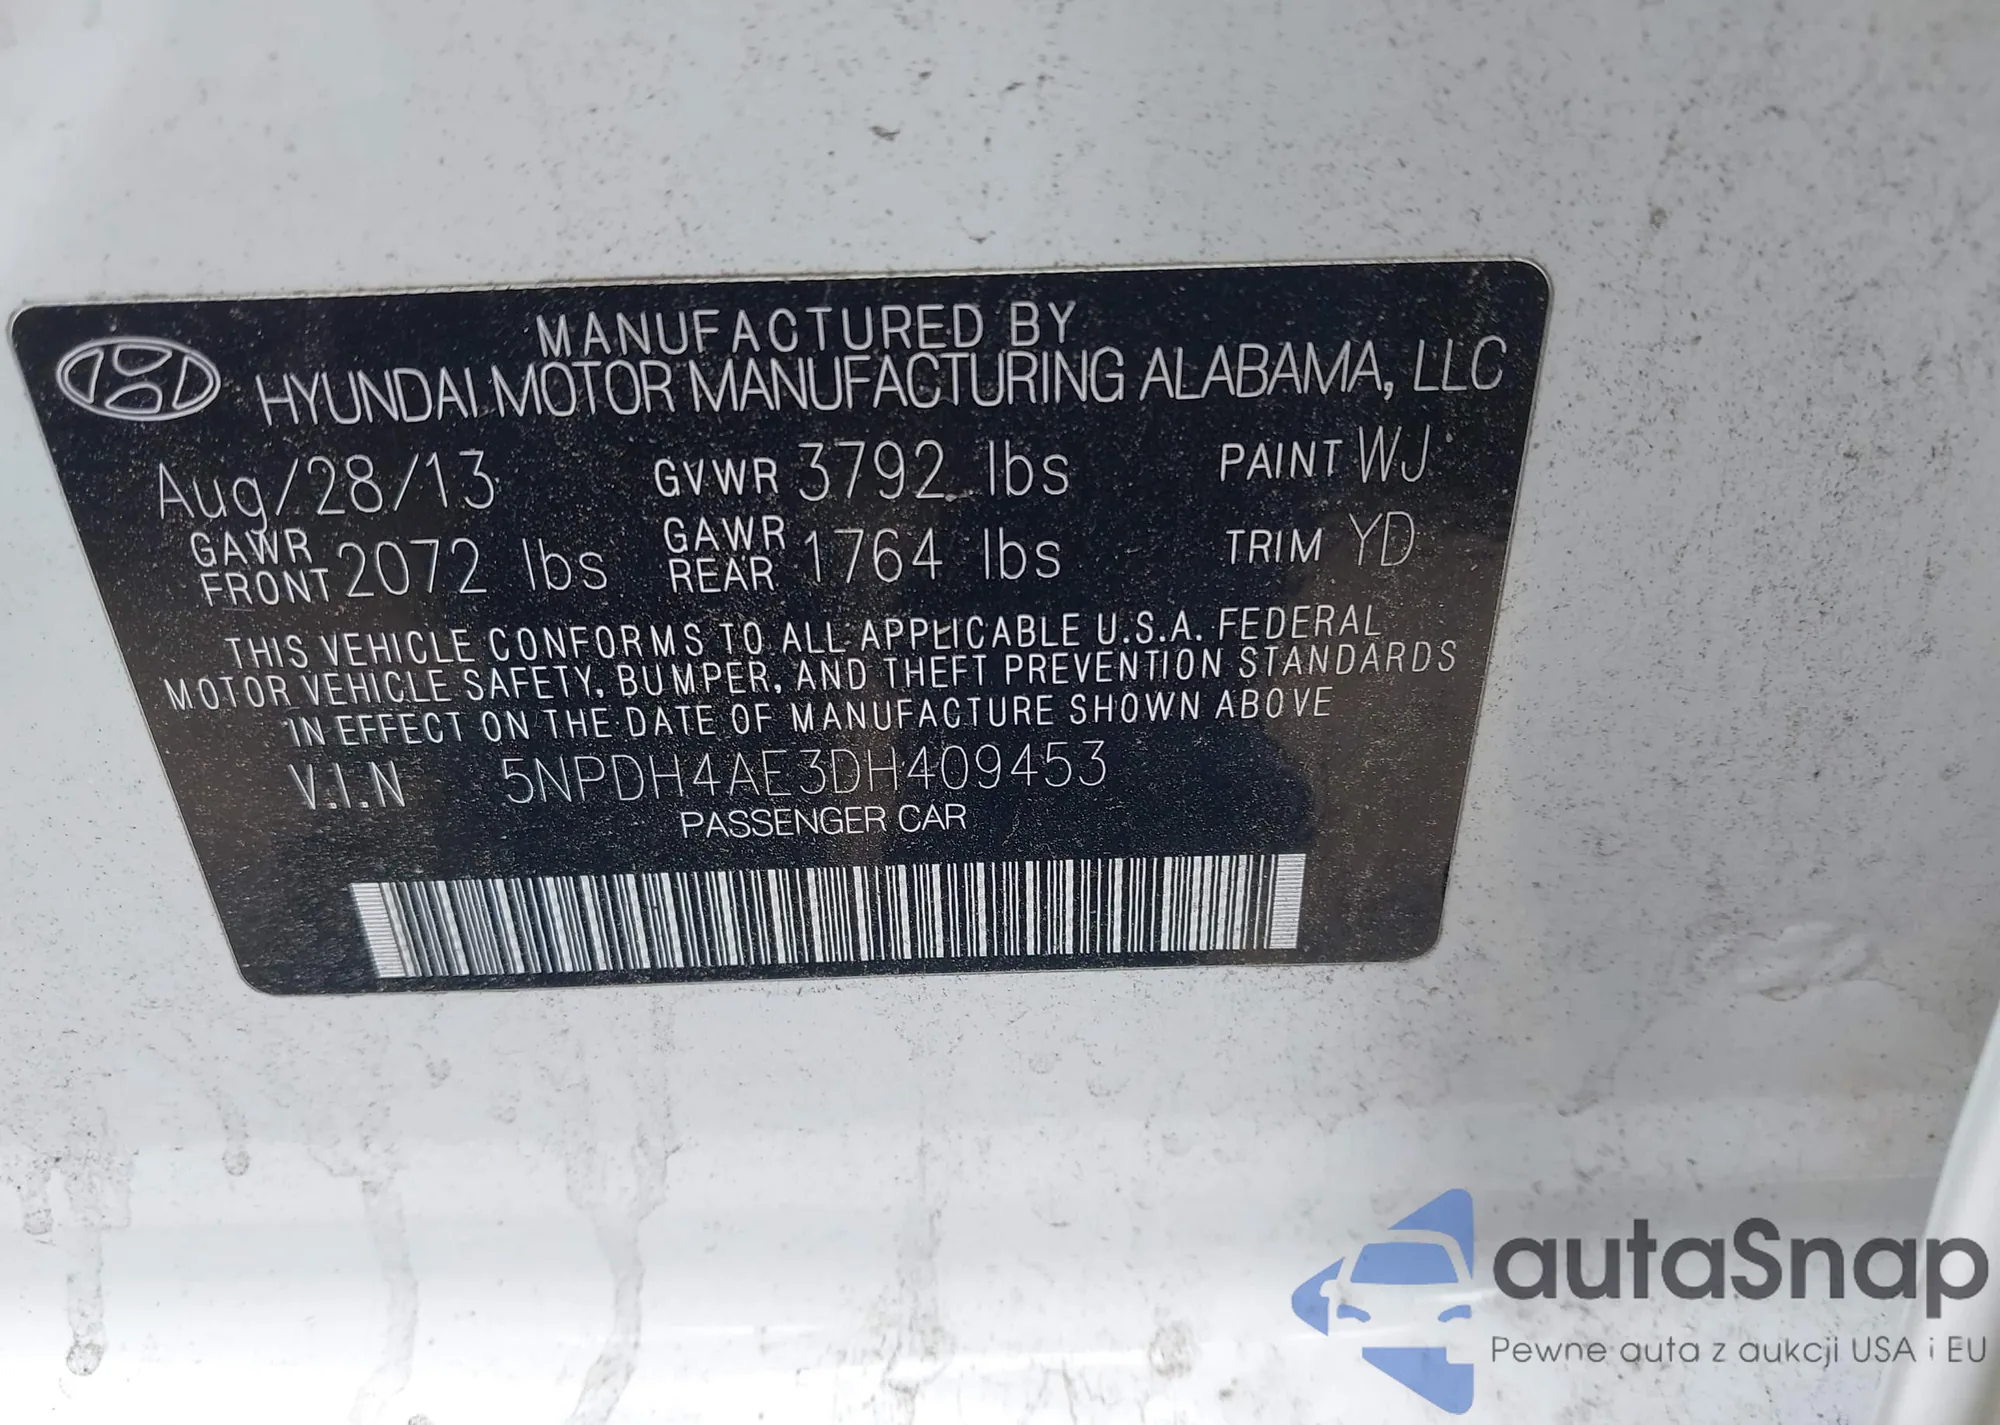 MANUFACTURED BY
HYUNDAI MOTOR MANUFACTURING ALABAMA, LLC
Aug/28/13 GVWR 3792 lbs PAINT WJ
GAWR FRONT 2072 lbs GAWR REAR 1764 lbs TRIM YD
THIS VEHICLE CONFORMS TO ALL APPLICABLE U.S.A. FEDERAL
MOTOR VEHICLE SAFETY, BUMPER, AND THEFT PREVENTION STANDARDS
IN EFFECT ON THE DATE OF MANUFACTURE SHOWN ABOVE
V.I.N 5NPDH4AE3DH409453
PASSENGER CAR
autaSnap
Pewne auta z aukcji USA i EU